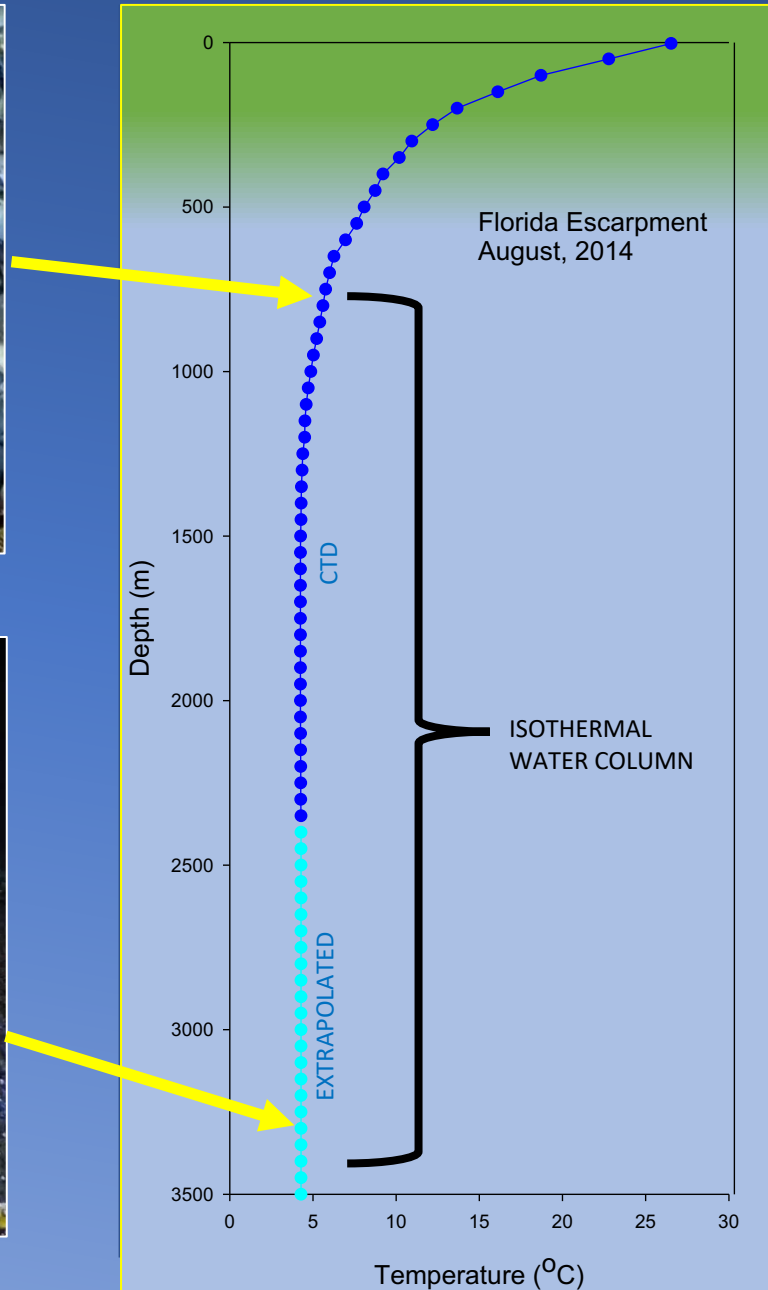 0
500
1000
1500
2000
2500
3000
3500
Depth (m)
Florida Escarpment
August, 2014
CTD
ISOTHERMAL
WATER COLUMN
EXTRAPOLATED
0 5 10 15 20 25 30
Temperature (ºC)